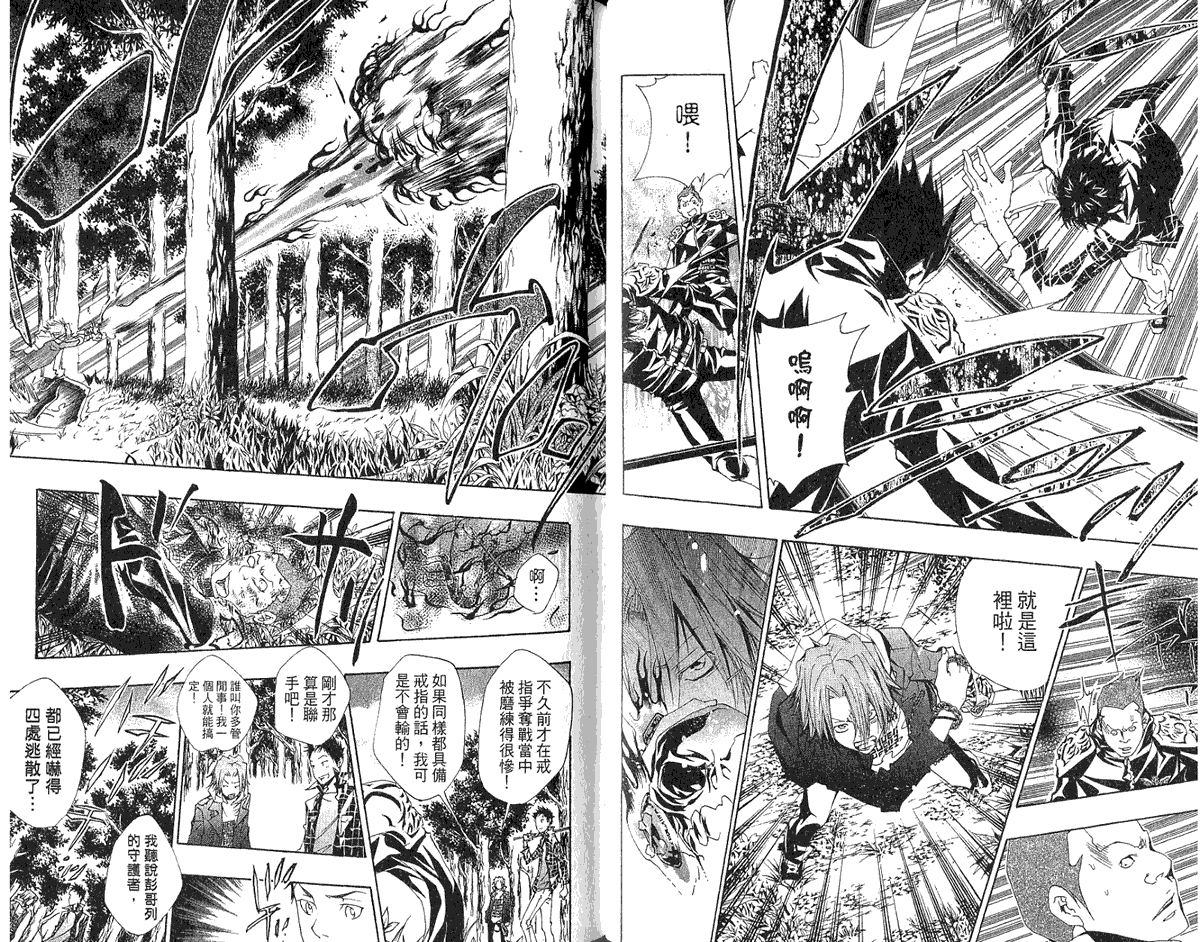 喂！
嗚啊啊！
就是這
裡啦！
啊…
ドサ
不久前才在戒
指爭奪戰當中
被磨練得很慘！
如果同樣都具備
戒指的話，我可
是不會輸的！
剛才那
算是聯
手吧！
誰叫你多管
閒事！我一
個人就能搞
定！
我聽說彭哥列
的守護者，
都已經嚇得
四處逃散了…